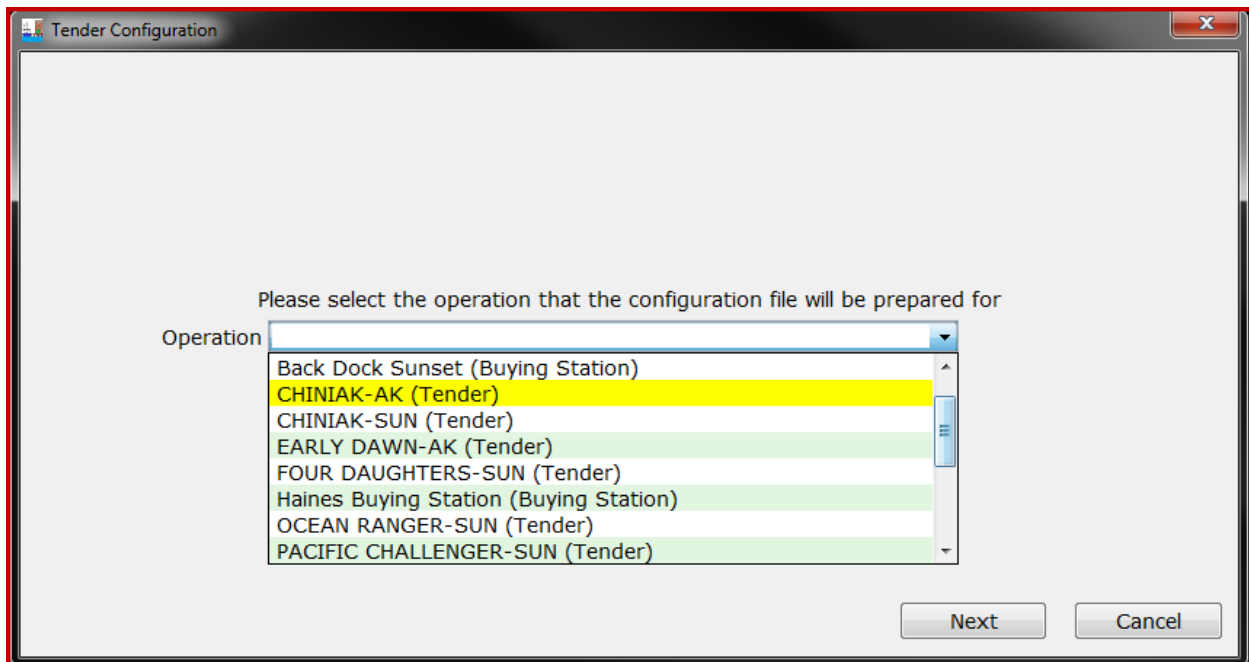 Tender Configuration
Please select the operation that the configuration file will be prepared for
Operation
Back Dock Sunset (Buying Station)
CHINIAK-AK (Tender)
CHINIAK-SUN (Tender)
EARLY DAWN-AK (Tender)
FOUR DAUGHTERS-SUN (Tender)
Haines Buying Station (Buying Station)
OCEAN RANGER-SUN (Tender)
PACIFIC CHALLENGER-SUN (Tender)
Next Cancel